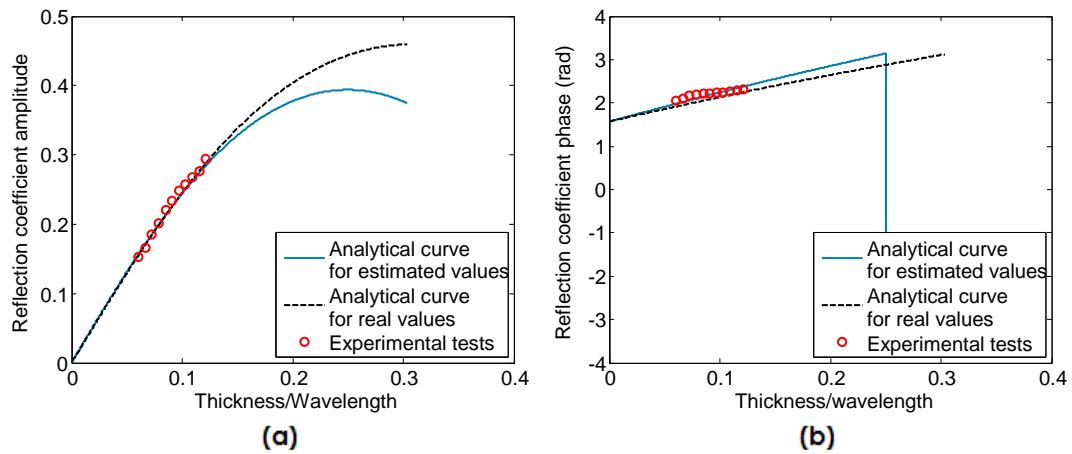 0.5
0.4
0.3
0.2
0.1
0
0
0.1
0.2
0.3
0.4
Reflection coefficient amplitude
Thickness/Wavelength
Analytical curve
for estimated values
Analytical curve
for real values
Experimental tests
(a)
4
3
2
1
0
-1
-2
-3
-4
0
0.1
0.2
0.3
0.4
Reflection coefficient phase (rad)
Thickness/wavelength
Analytical curve
for estimated values
Analytical curve
for real values
Experimental tests
(b)